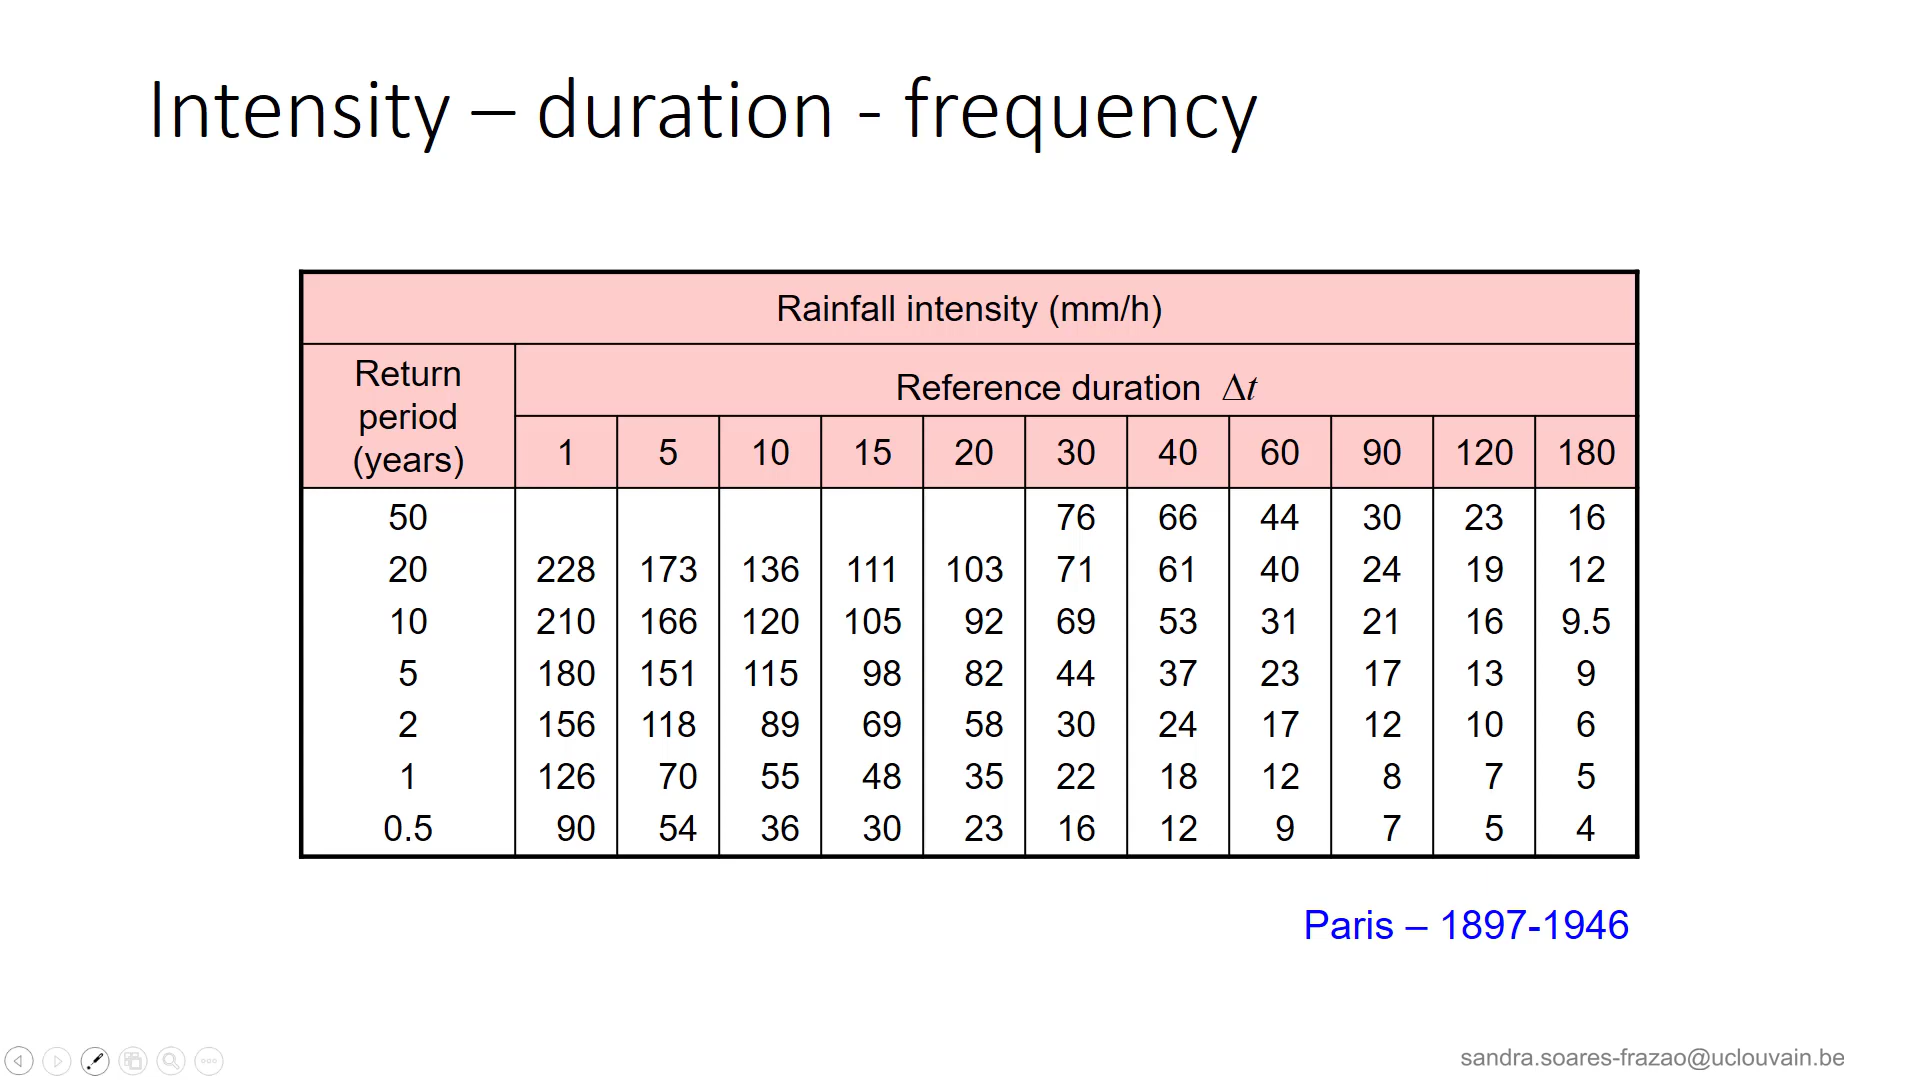 Intensity – duration - frequency
Rainfall intensity (mm/h)
Return period (years)
Reference duration Δt
1 5 10 15 20 30 40 60 90 120 180
50 76 66 44 30 23 16
20 228 173 136 111 103 71 61 40 24 19 12
10 210 166 120 105 92 69 53 31 21 16 9.5
5 180 151 115 98 82 44 37 23 17 13 9
2 156 118 89 69 58 30 24 17 12 10 6
1 126 70 55 48 35 22 18 12 8 7 5
0.5 90 54 36 30 23 16 12 9 7 5 4
Paris – 1897-1946
sandra.soares-frazao@uclouvain.be